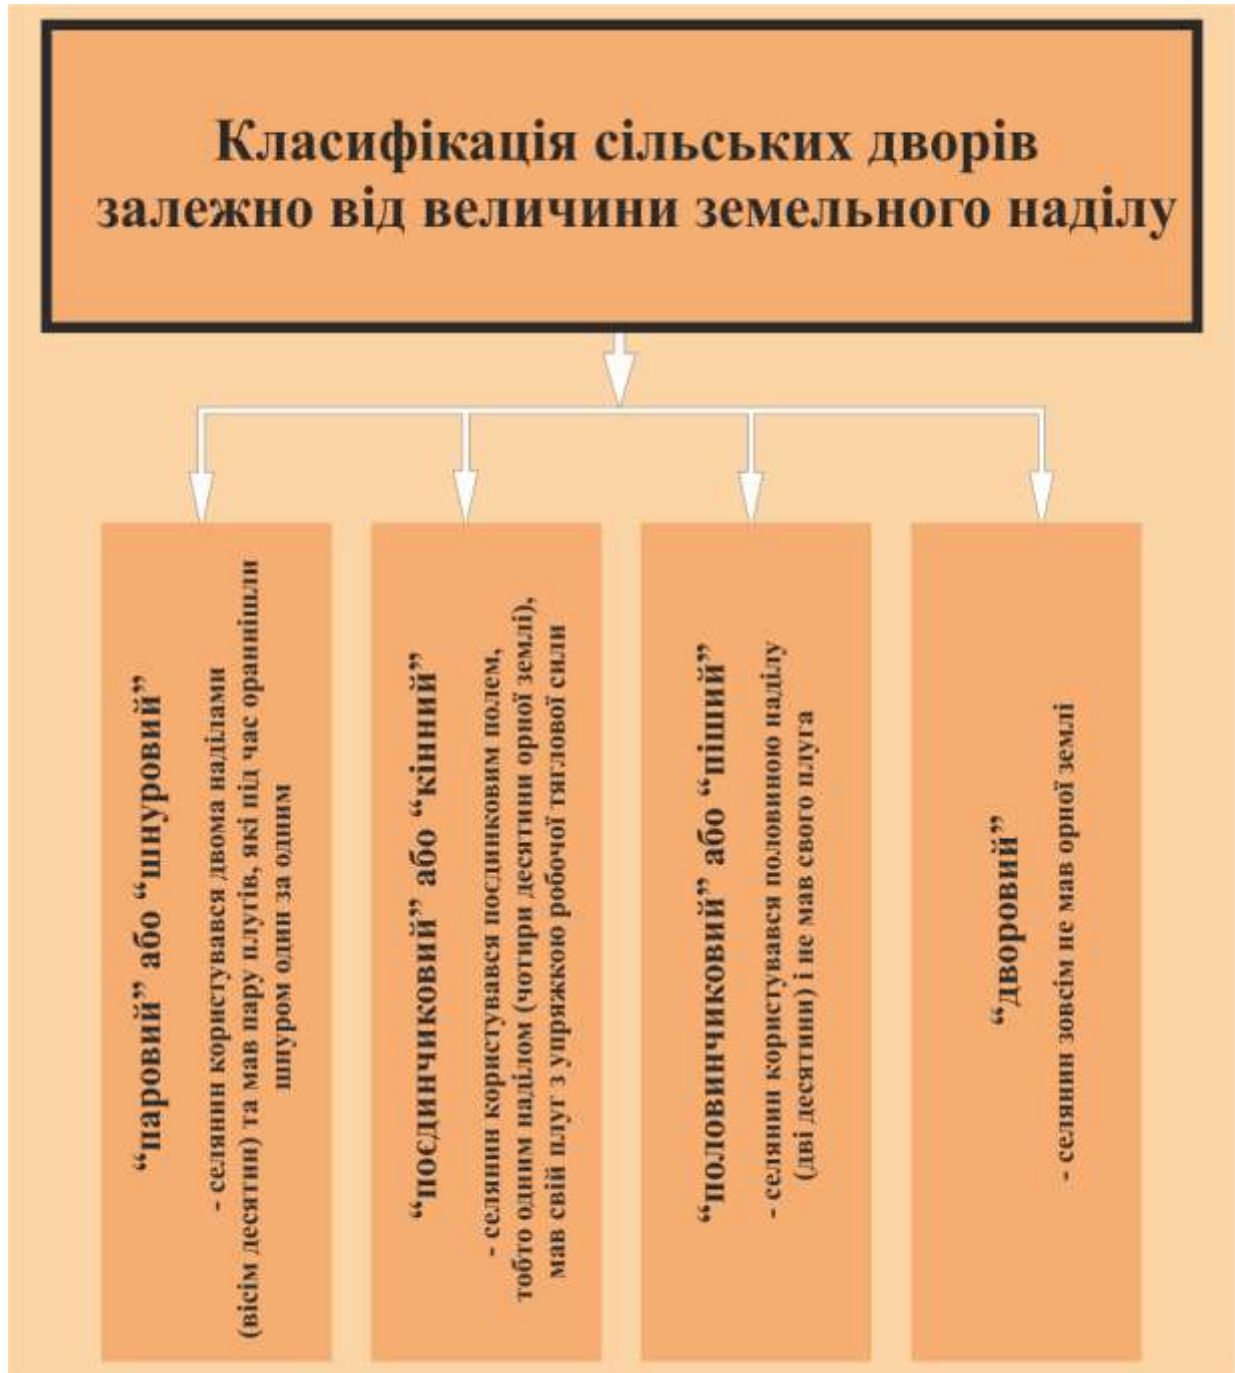 Класифікація сільських дворів
залежно від величини земельного наділу
“паровий” або “шнуровий”
- селянин користувався двома наділами
(вісім десятин) та мав пару плугів, які під час ораннішли
шнуром один за одним
“поєдинчиковий” або “кінний”
- селянин користувався поєдинковим полем,
тобто одним наділом (чотири десятини орної землі),
мав свій плуг з упряжкою робочої тяглової сили
“половинчиковий” або “піший”
- селянин користувався половиною наділу
(дві десятини) і не мав свого плуга
“дворовий”
- селянин зовсім не мав орної землі